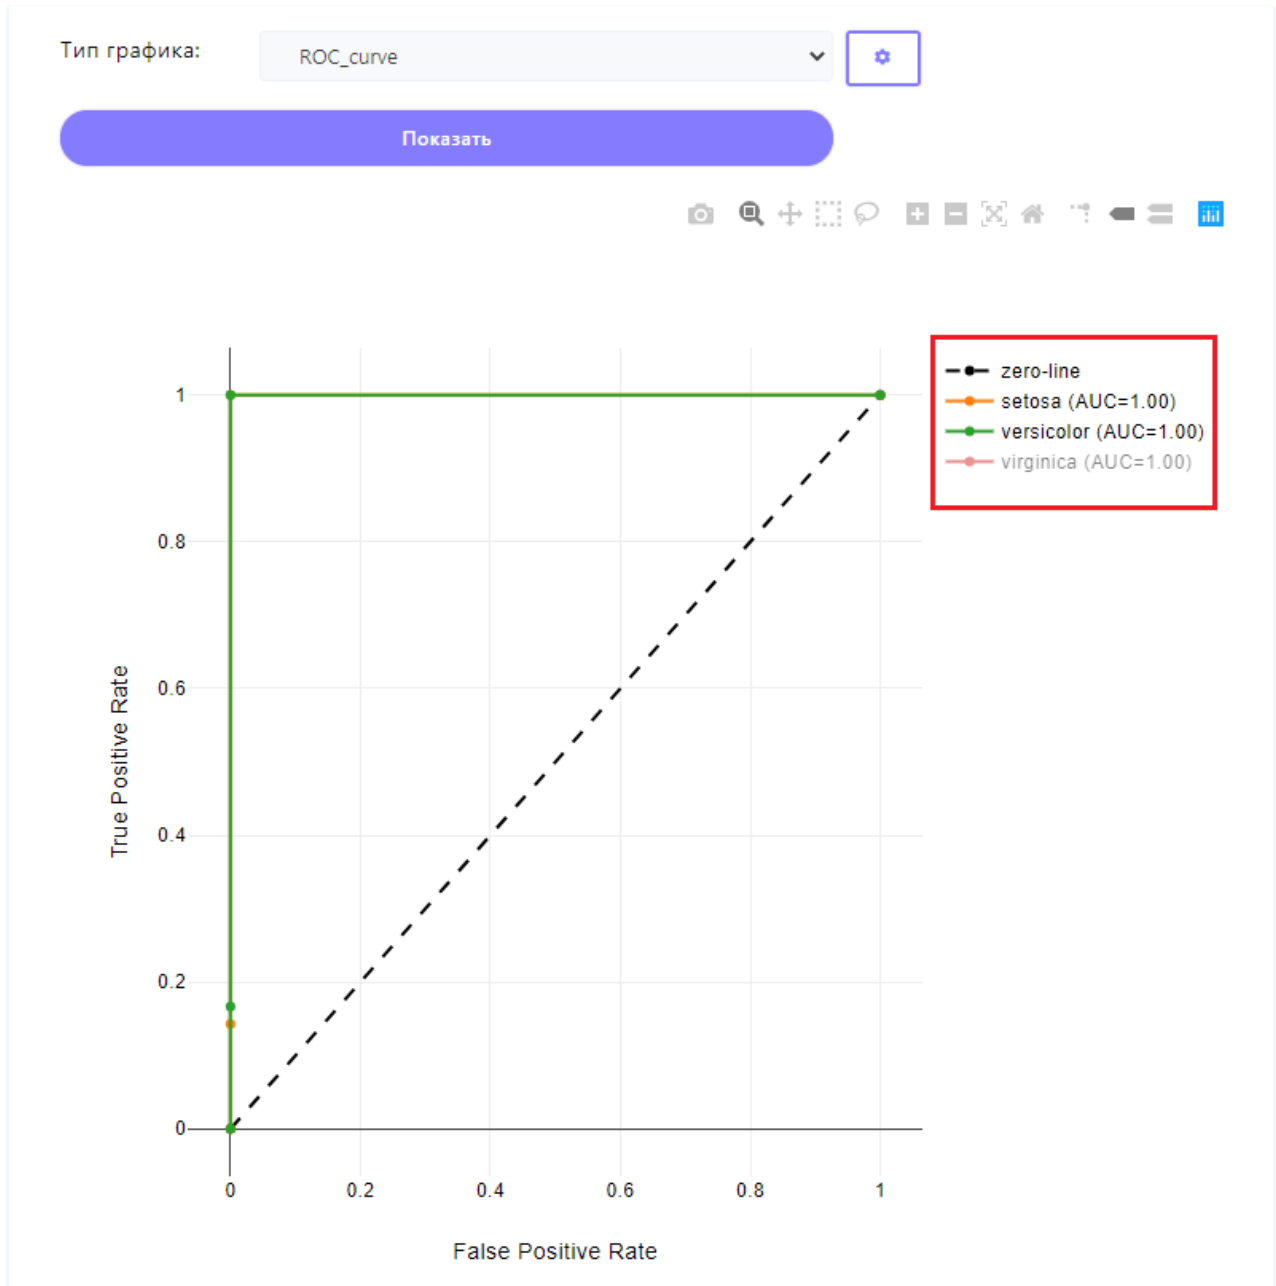 Тип графика:
ROC_curve
Показать
zero-line
setosa (AUC=1.00)
versicolor (AUC=1.00)
virginica (AUC=1.00)
1
0.8
0.6
0.4
0.2
0
True Positive Rate
0 0.2 0.4 0.6 0.8 1
False Positive Rate